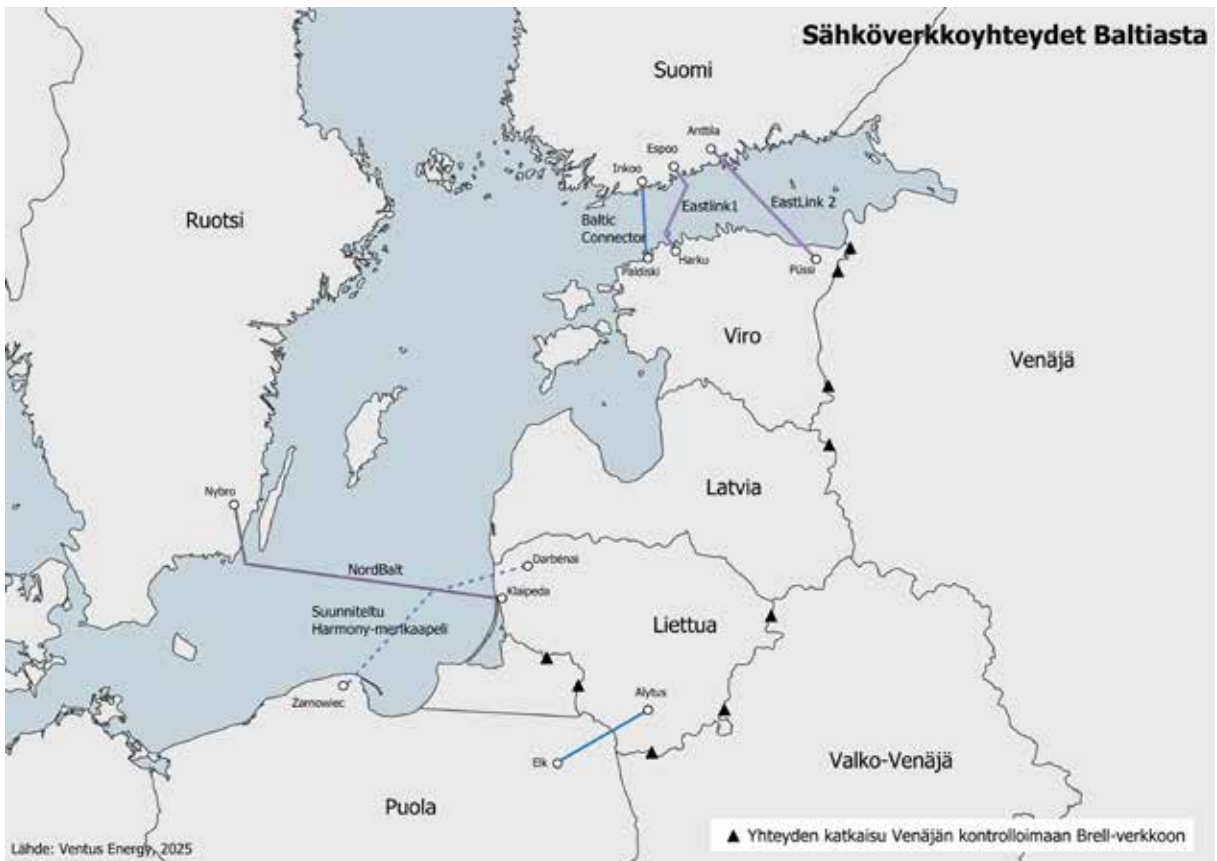 Sähköverkkoyhteydet Baltiasta
Suomi
Anttila
Espoo
Inkoo
Ruotsi
Baltic
Connector
Eastlink1
EastLink 2
Paldiski
Harku
Püssi
Viro
Venäjä
Latvia
Nybro
NordBalt
Darbėnai
Klaipeda
Suunniteltu
Harmony-merikaapeli
Liettua
Zarnowiec
Alytus
Elk
Puola
Valko-Venäjä
▲ Yhteyden katkaisu Venäjän kontrolloimaan Brell-verkkoon
Lähde: Ventus Energy, 2025